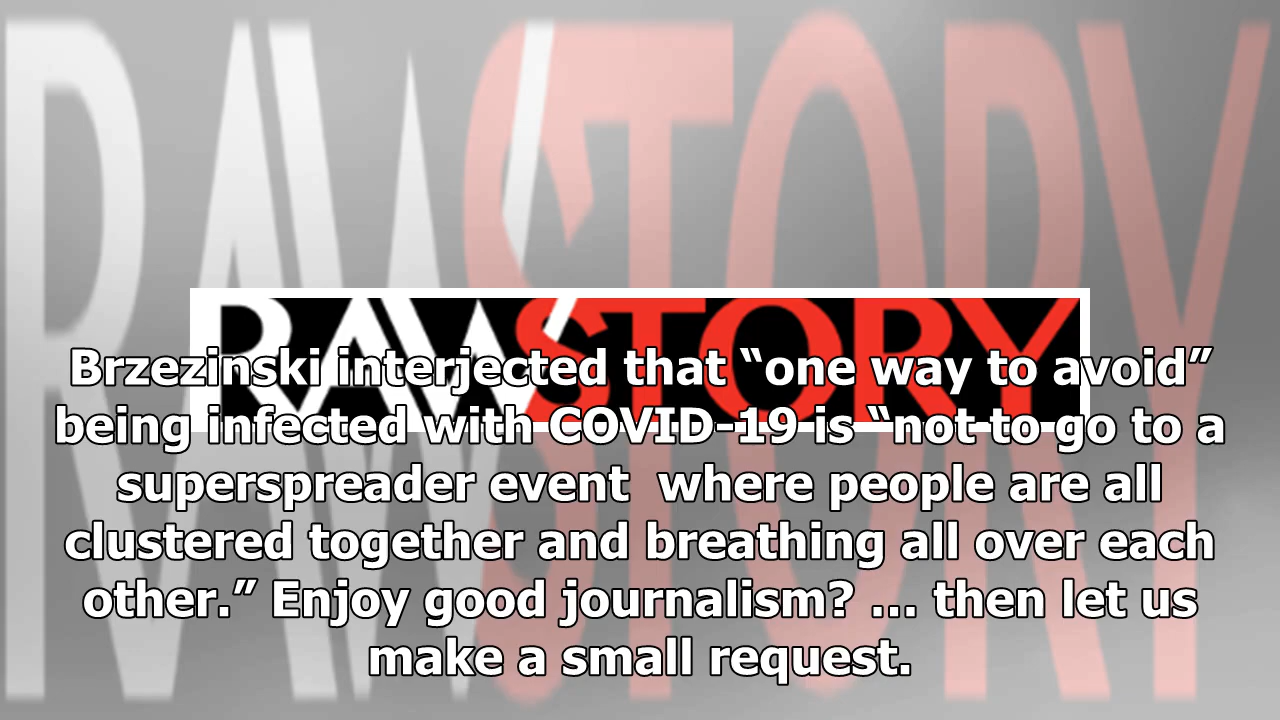 RAWSTORY
RAWSTORY
Brzezinski interjected that “one way to avoid”
being infected with COVID-19 is “not to go to a
superspreader event  where people are all
clustered together and breathing all over each
other.” Enjoy good journalism? ... then let us
make a small request.